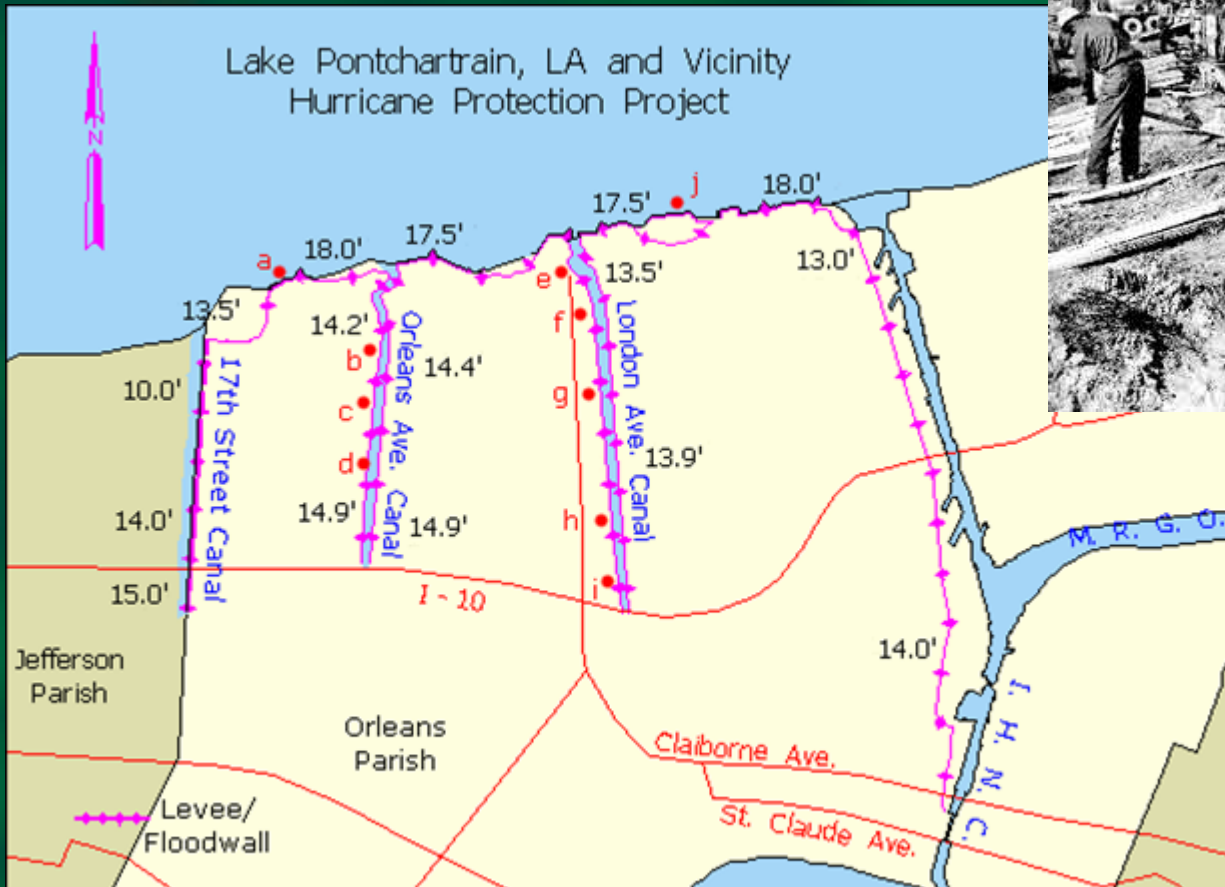 Lake Pontchartrain, LA and Vicinity
Hurricane Protection Project
N
j
18.0'
17.5'
17.5'
18.0'
a
13.0'
e
13.5'
13.5'
f
14.2'
b
14.4'
10.0'
g
c
17th Street Canal
Orleans Ave. Canal
London Ave. Canal
13.9'
d
14.9'
14.9'
14.0'
h
M. R. G. O.
15.0'
i
I - 10
14.0'
Jefferson
Parish
I. H. N. C.
Orleans
Parish
Claiborne Ave.
St. Claude Ave.
Levee/
Floodwall